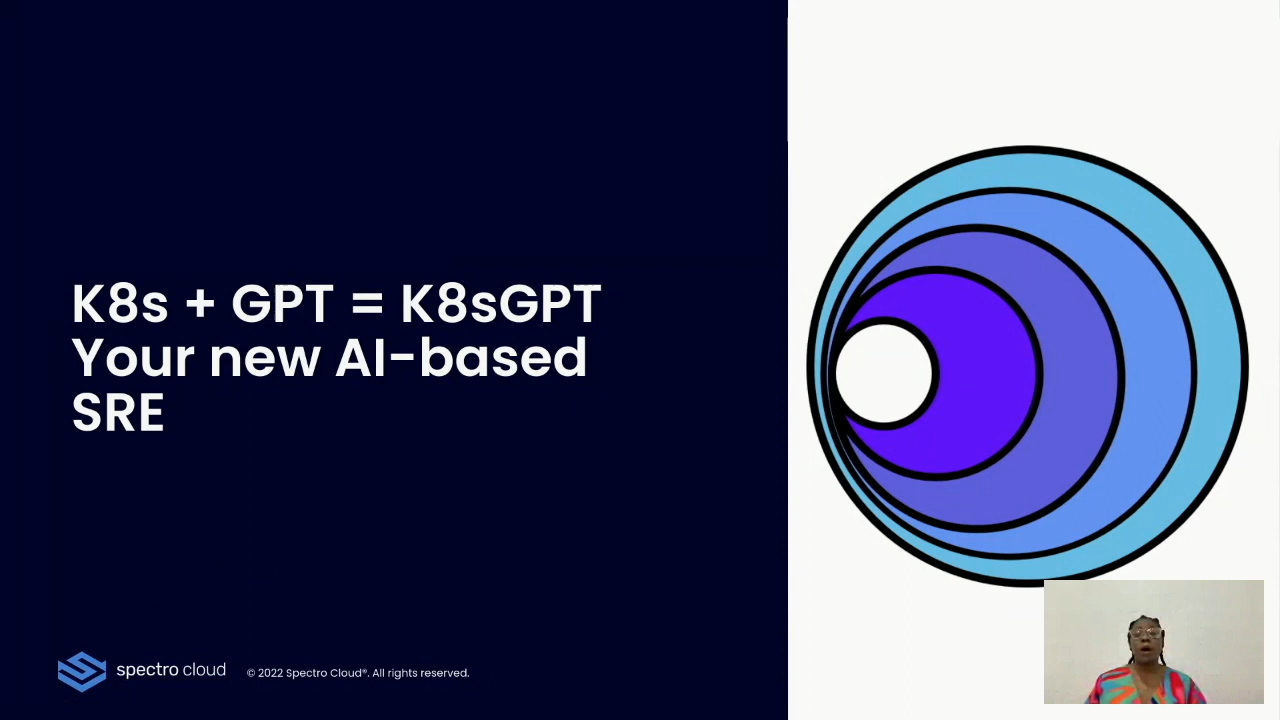 K8s + GPT = K8sGPT
Your new AI-based
SRE
spectro cloud
© 2022 Spectro Cloud®. All rights reserved.